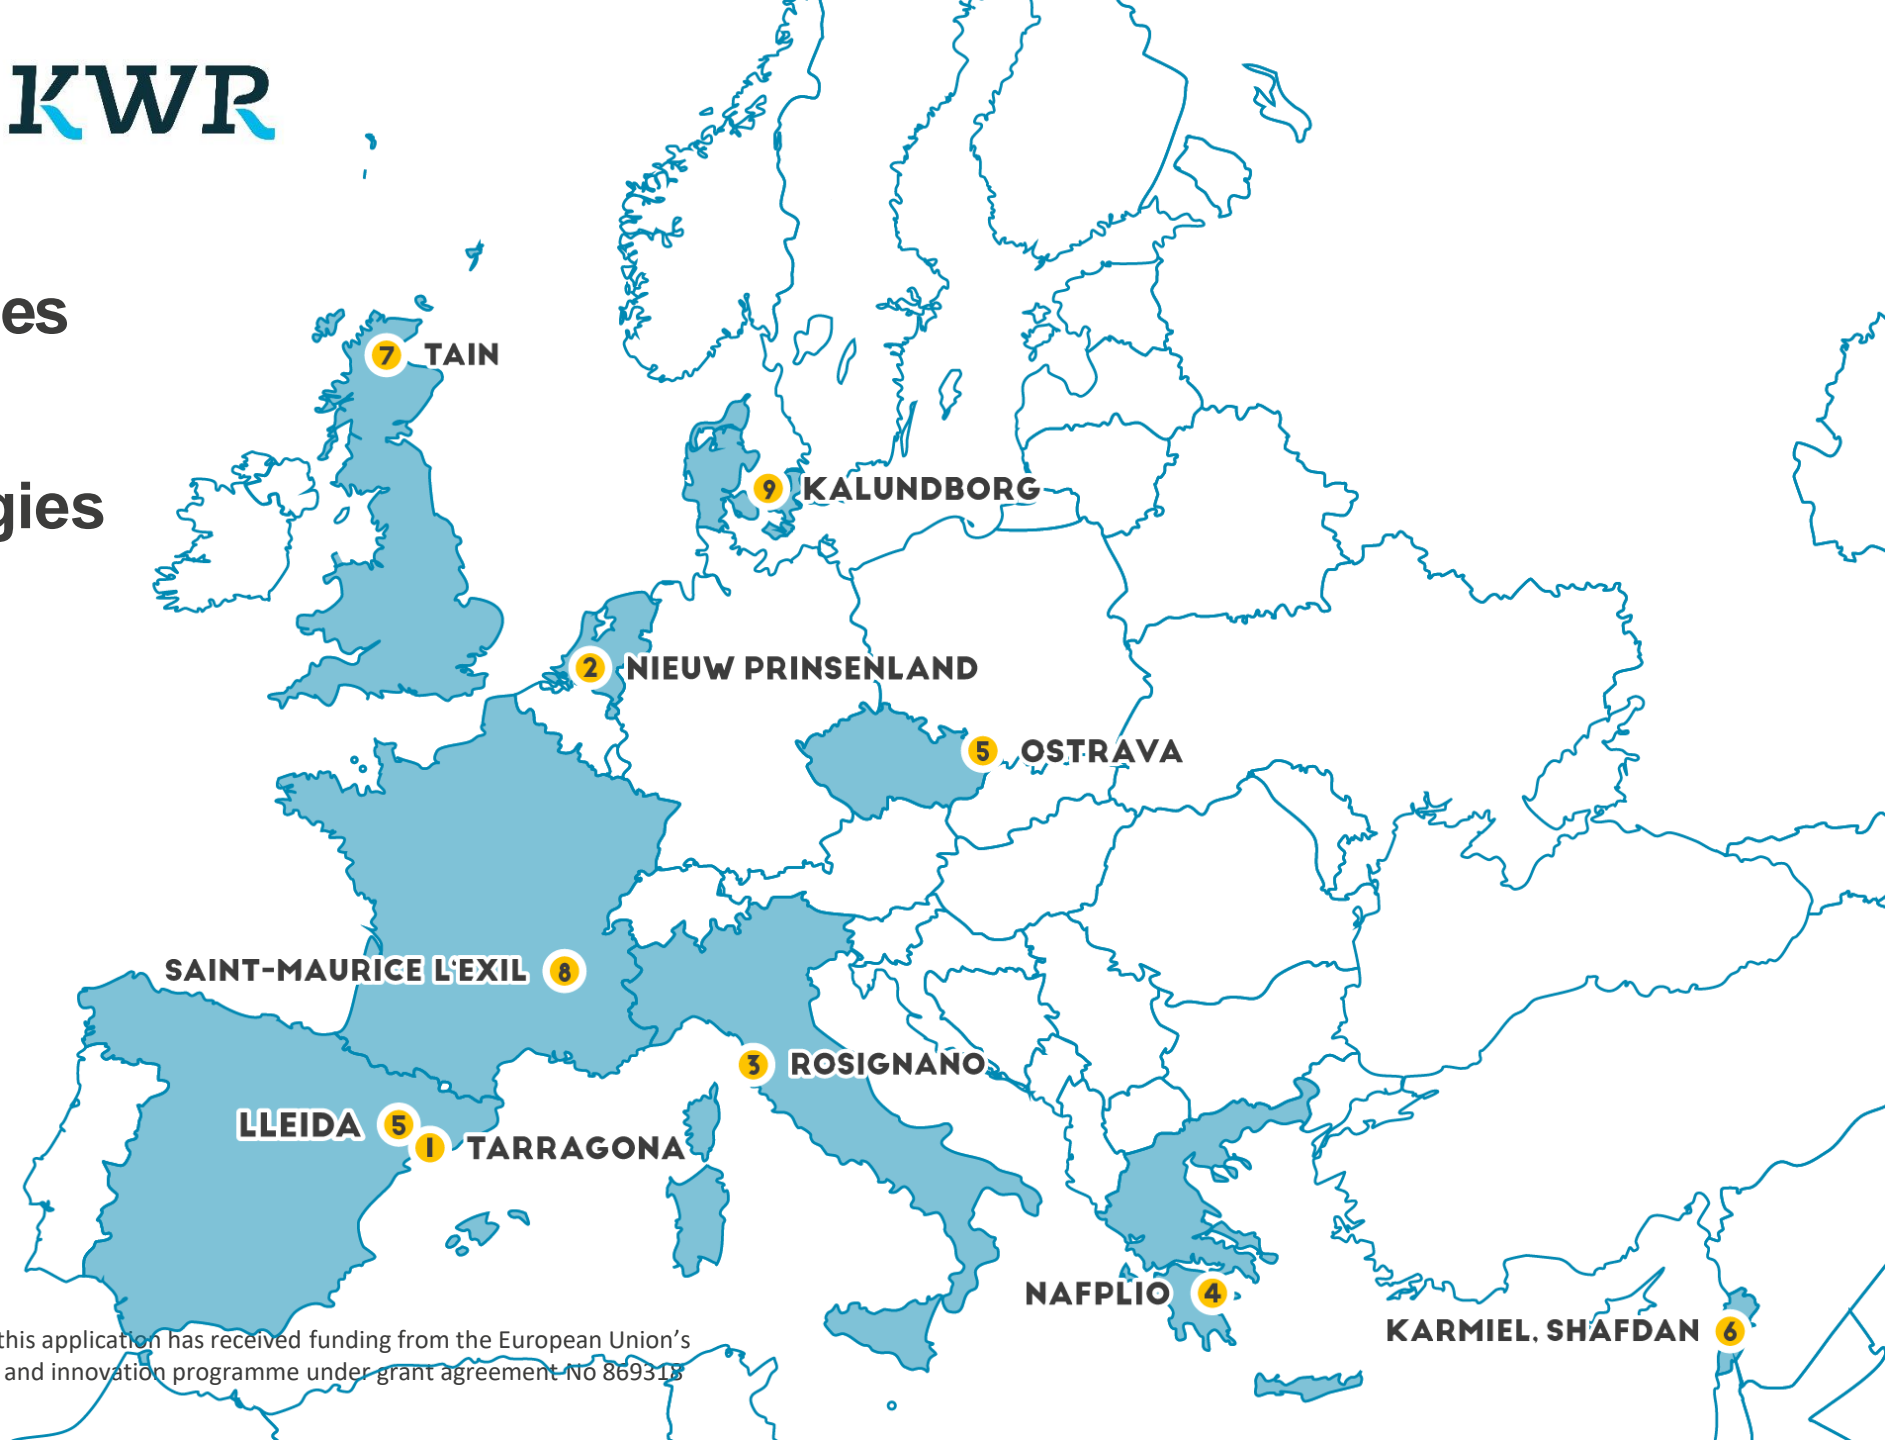 KWR
es
7 TAIN
gies
9 KALUNDBORG
2 NIEUW PRINSENLAND
5 OSTRAVA
SAINT-MAURICE L'EXIL 8
3 ROSIGNANO
LLEIDA 5
1 TARRAGONA
NAFPLIO 4
KARMIEL, SHAFDAN 6
this application has received funding from the European Union's
and innovation programme under grant agreement No 869318